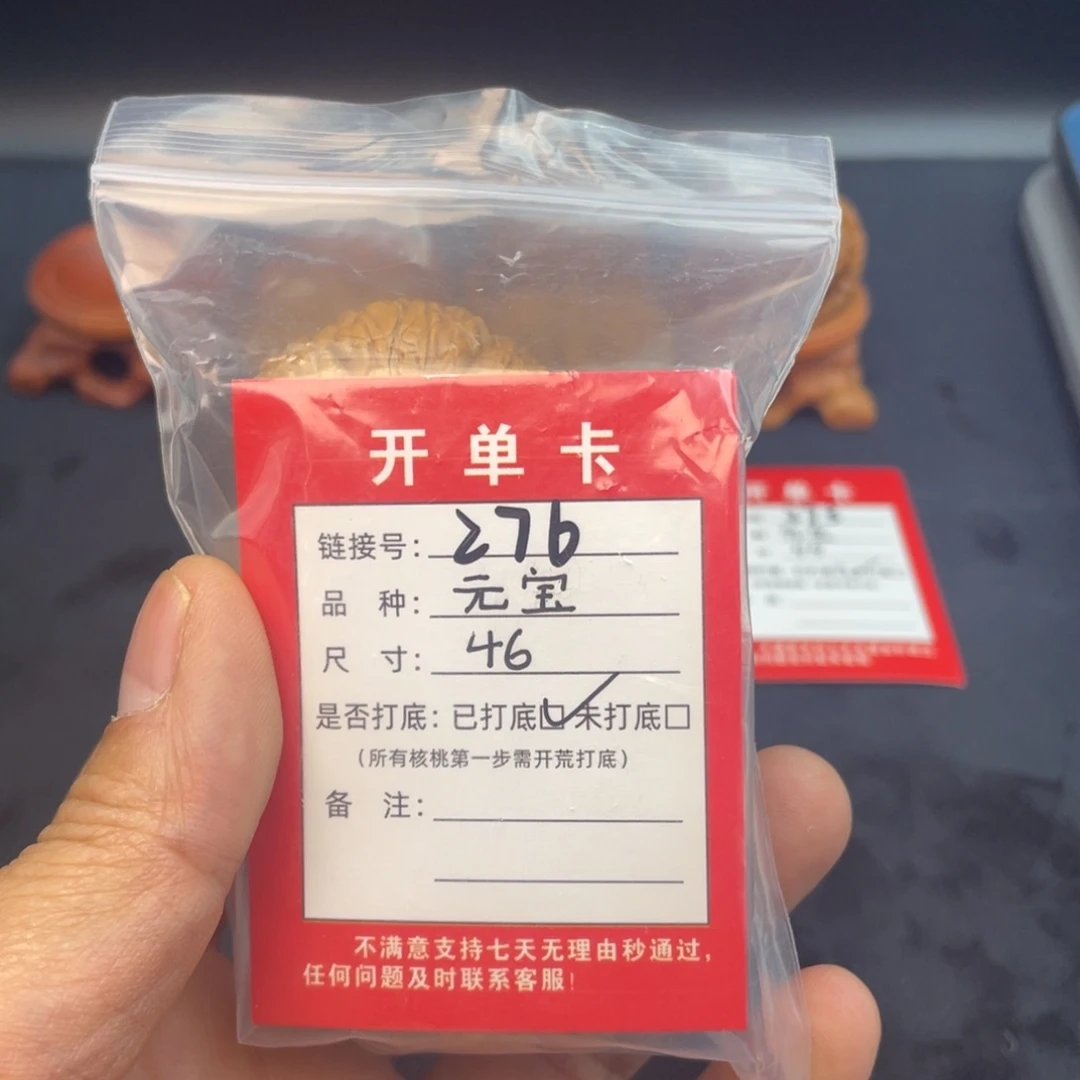 开单卡
链接号：276
品种：元宝
尺寸：46
是否打底：已打底☑ 未打底□
（所有核桃第一步需开荒打底）
备注：
不满意支持七天无理由秒通过，
任何问题及时联系客服！
开单卡